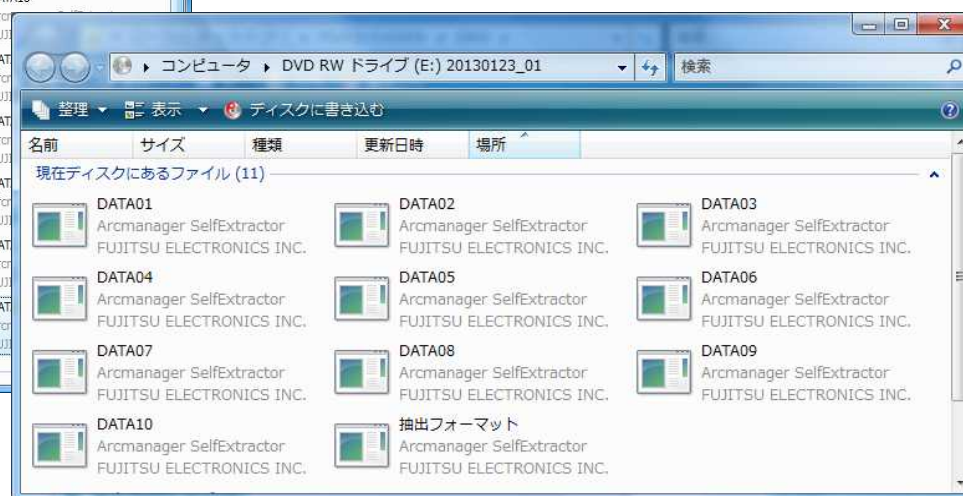 コンピュータ ▸ DVD RW ドライブ (E:) 20130123_01
検索
整理 表示 ディスクに書き込む
名前 サイズ 種類 更新日時 場所
現在ディスクにあるファイル (11)
DATA01
Arcmanager SelfExtractor
FUJITSU ELECTRONICS INC.
DATA02
Arcmanager SelfExtractor
FUJITSU ELECTRONICS INC.
DATA03
Arcmanager SelfExtractor
FUJITSU ELECTRONICS INC.
DATA04
Arcmanager SelfExtractor
FUJITSU ELECTRONICS INC.
DATA05
Arcmanager SelfExtractor
FUJITSU ELECTRONICS INC.
DATA06
Arcmanager SelfExtractor
FUJITSU ELECTRONICS INC.
DATA07
Arcmanager SelfExtractor
FUJITSU ELECTRONICS INC.
DATA08
Arcmanager SelfExtractor
FUJITSU ELECTRONICS INC.
DATA09
Arcmanager SelfExtractor
FUJITSU ELECTRONICS INC.
DATA10
Arcmanager SelfExtractor
FUJITSU ELECTRONICS INC.
抽出フォーマット
Arcmanager SelfExtractor
FUJITSU ELECTRONICS INC.